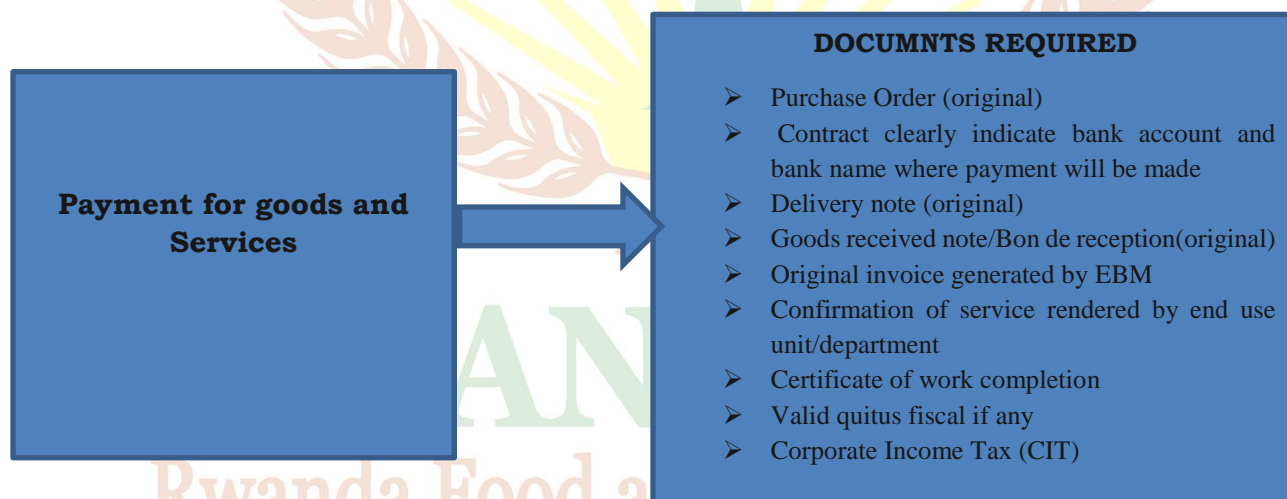 DOCUMNTS REQUIRED
➢ Purchase Order (original)
➢ Contract clearly indicate bank account and
bank name where payment will be made
➢ Delivery note (original)
➢ Goods received note/Bon de reception(original)
➢ Original invoice generated by EBM
➢ Confirmation of service rendered by end use
unit/department
➢ Certificate of work completion
➢ Valid quitus fiscal if any
➢ Corporate Income Tax (CIT)
Payment for goods and
Services
AN
Rwanda Food a